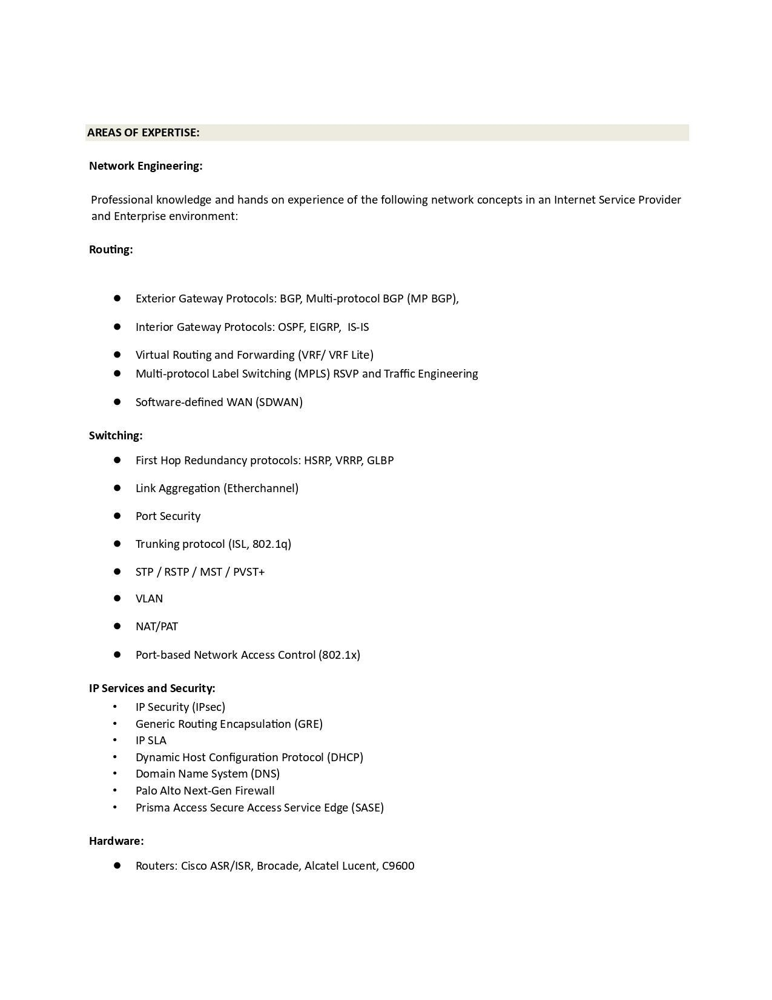 AREAS OF EXPERTISE:
Network Engineering:
Professional knowledge and hands on experience of the following network concepts in an Internet Service Provider
and Enterprise environment:
Routing:
● Exterior Gateway Protocols: BGP, Multi-protocol BGP (MP BGP),
● Interior Gateway Protocols: OSPF, EIGRP,  IS-IS
● Virtual Routing and Forwarding (VRF/ VRF Lite)
● Multi-protocol Label Switching (MPLS) RSVP and Traffic Engineering
● Software-defined WAN (SDWAN)
Switching:
● First Hop Redundancy protocols: HSRP, VRRP, GLBP
● Link Aggregation (Etherchannel)
● Port Security
● Trunking protocol (ISL, 802.1q)
● STP / RSTP / MST / PVST+
● VLAN
● NAT/PAT
● Port-based Network Access Control (802.1x)
IP Services and Security:
• IP Security (IPsec)
• Generic Routing Encapsulation (GRE)
• IP SLA
• Dynamic Host Configuration Protocol (DHCP)
• Domain Name System (DNS)
• Palo Alto Next-Gen Firewall
• Prisma Access Secure Access Service Edge (SASE)
Hardware:
● Routers: Cisco ASR/ISR, Brocade, Alcatel Lucent, C9600